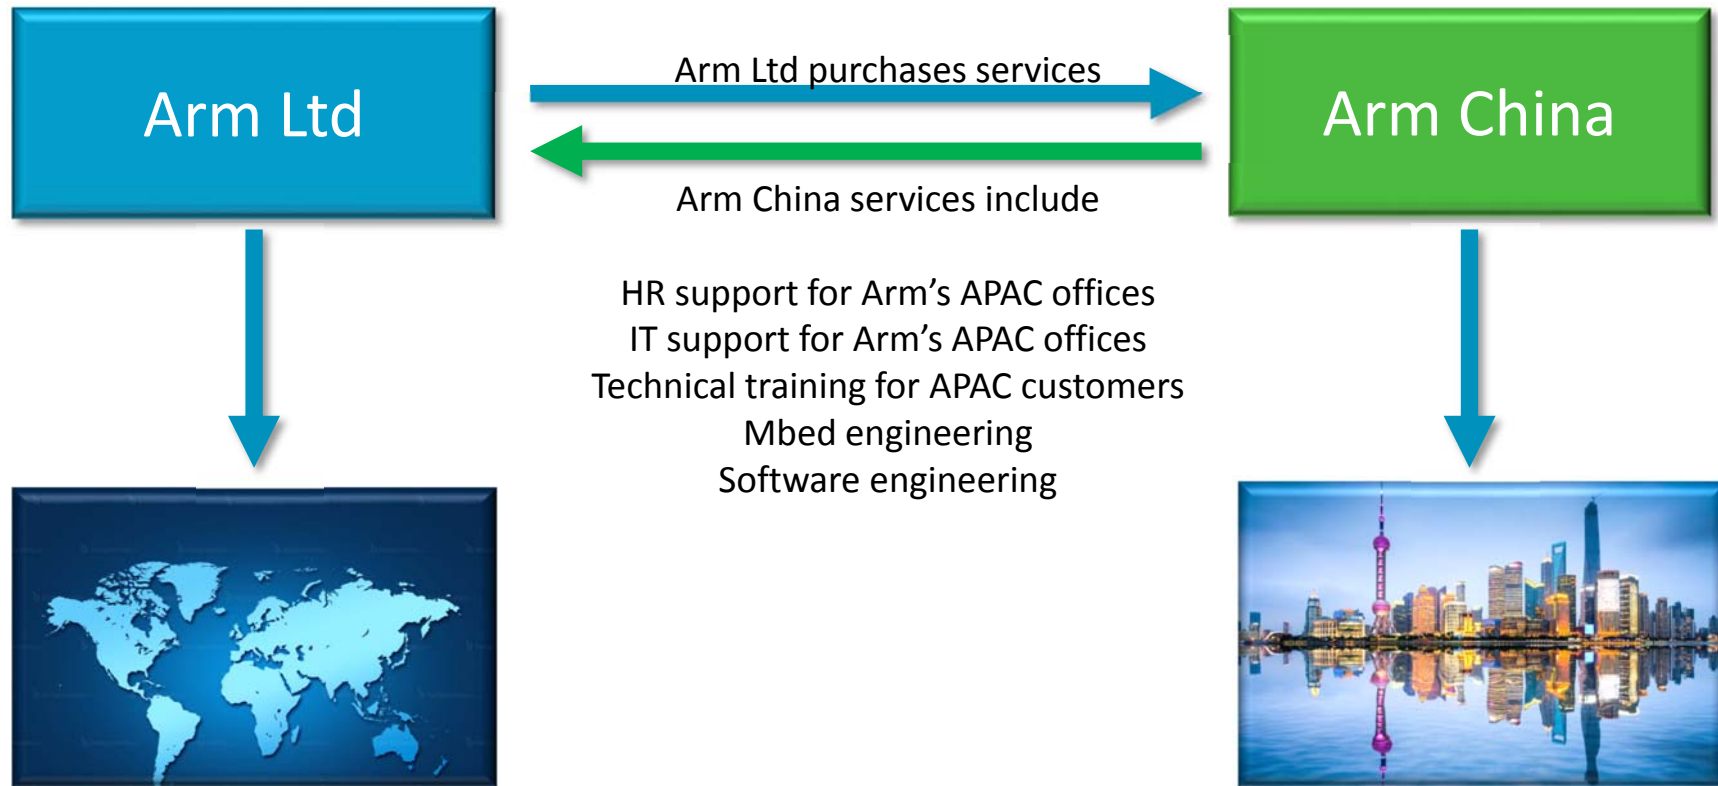 Arm Ltd
Arm Ltd purchases services
Arm China
Arm China services include
HR support for Arm’s APAC offices
IT support for Arm’s APAC offices
Technical training for APAC customers
Mbed engineering
Software engineering